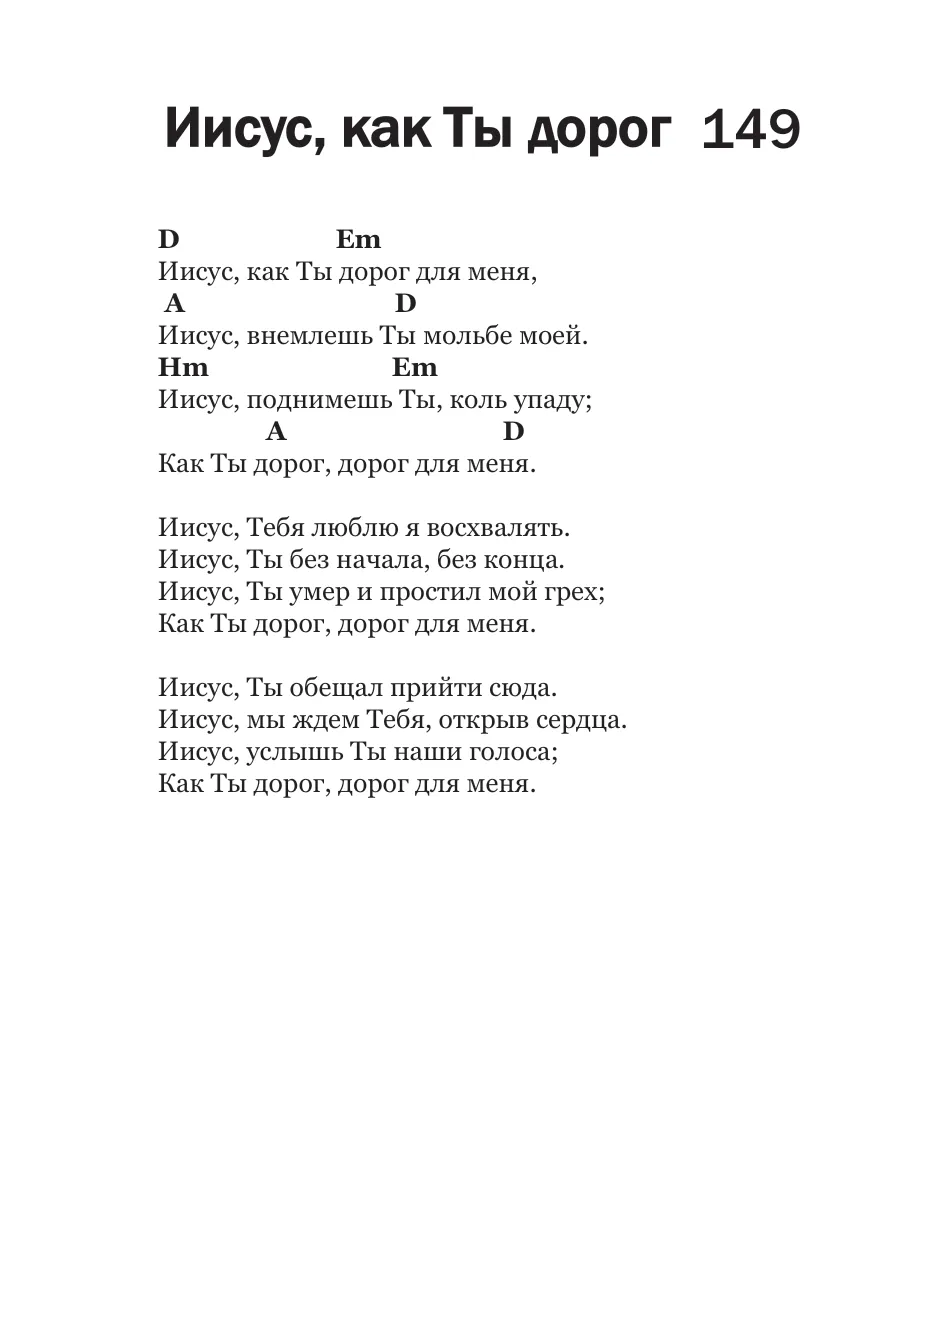 Иисус, как Ты дорог 149
D Em
Иисус, как Ты дорог для меня,
A D
Иисус, внемлешь Ты мольбе моей.
Hm Em
Иисус, поднимешь Ты, коль упаду;
A D
Как Ты дорог, дорог для меня.
Иисус, Тебя люблю я восхвалять.
Иисус, Ты без начала, без конца.
Иисус, Ты умер и простил мой грех;
Как Ты дорог, дорог для меня.
Иисус, Ты обещал прийти сюда.
Иисус, мы ждем Тебя, открыв сердца.
Иисус, услышь Ты наши голоса;
Как Ты дорог, дорог для меня.